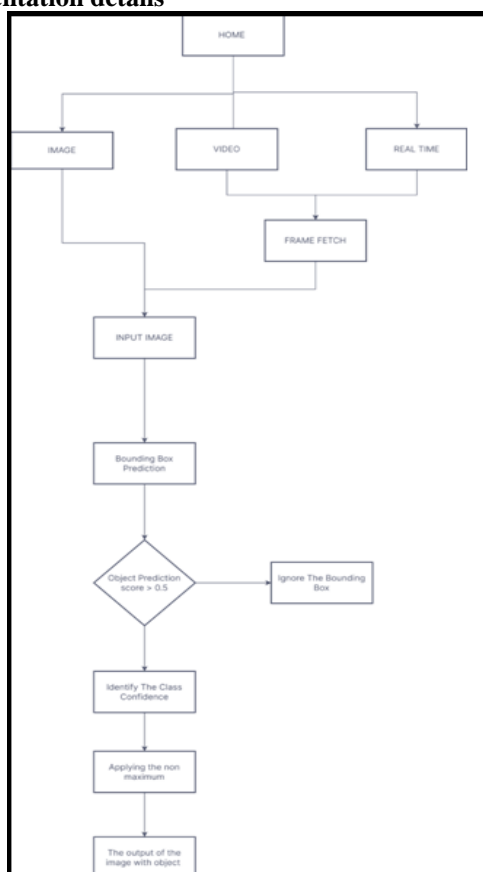 entation details
HOME
IMAGE
VIDEO
REAL TIME
FRAME FETCH
INPUT IMAGE
Bounding Box
Prediction
Object Prediction
score > 0.5
Ignore The Bounding
Box
Identify The Class
Confidence
Applying the non
maximum
The output of the
image with object